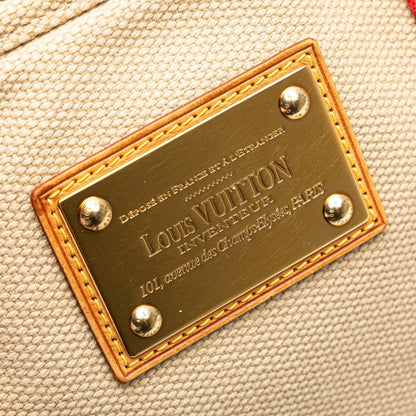 DÉPOSÉ EN FRANCE ET A L'ÉTRANGER
LOUIS VUITTON
INVENTEUR
101, avenue des Champs-Elysées, PARIS